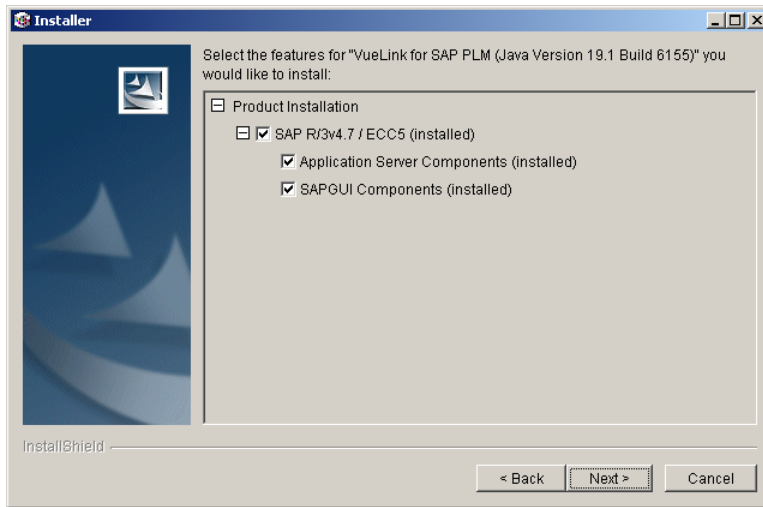 Installer
Select the features for "VueLink for SAP PLM (Java Version 19.1 Build 6155)" you
would like to install:
Product Installation
SAP R/3v4.7 / ECC5 (installed)
Application Server Components (installed)
SAPGUI Components (installed)
InstallShield
< Back
Next >
Cancel